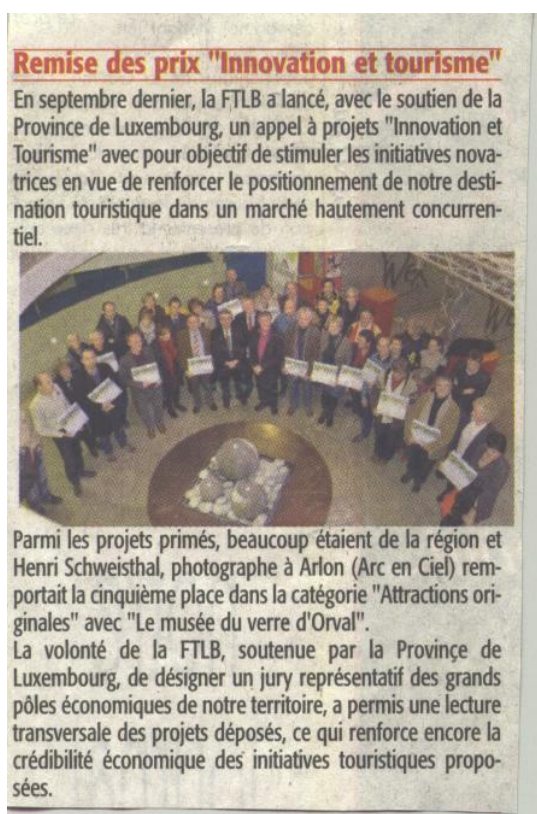 Remise des prix "Innovation et tourisme"
En septembre dernier, la FTLB a lancé, avec le soutien de la
Province de Luxembourg, un appel à projets "Innovation et
Tourisme" avec pour objectif de stimuler les initiatives nova-
trices en vue de renforcer le positionnement de notre desti-
nation touristique dans un marché hautement concurren-
tiel.
WEX
Parmi les projets primés, beaucoup étaient de la région et
Henri Schweisthal, photographe à Arlon (Arc en Ciel) rem-
portait la cinquième place dans la catégorie "Attractions ori-
ginales" avec "Le musée du verre d'Orval".
La volonté de la FTLB, soutenue par la Provinçe de
Luxembourg, de désigner un jury représentatif des grands
pôles économiques de notre territoire, a permis une lecture
transversale des projets déposés, ce qui renforce encore la
crédibilité économique des initiatives touristiques propo-
sées.